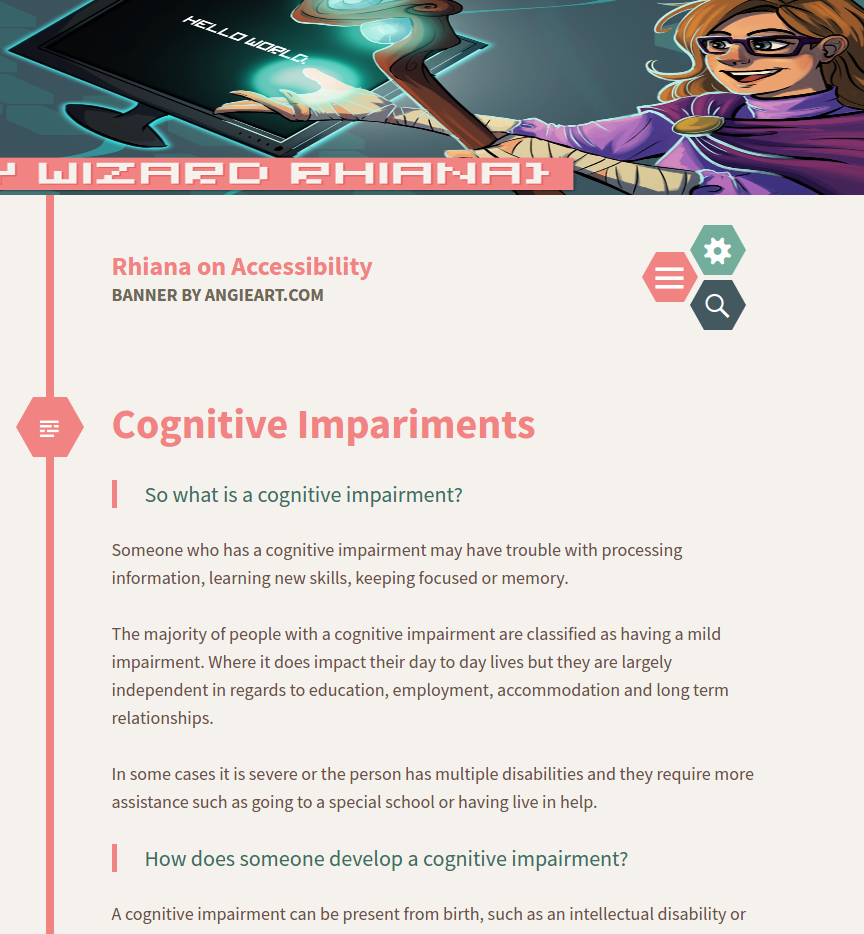 HELLO WORLD.
WIZARD RHIANA}
Rhiana on Accessibility
BANNER BY ANGIEART.COM
Cognitive Impariments
So what is a cognitive impairment?
Someone who has a cognitive impairment may have trouble with processing
information, learning new skills, keeping focused or memory.
The majority of people with a cognitive impairment are classified as having a mild
impairment. Where it does impact their day to day lives but they are largely
independent in regards to education, employment, accommodation and long term
relationships.
In some cases it is severe or the person has multiple disabilities and they require more
assistance such as going to a special school or having live in help.
How does someone develop a cognitive impairment?
A cognitive impairment can be present from birth, such as an intellectual disability or